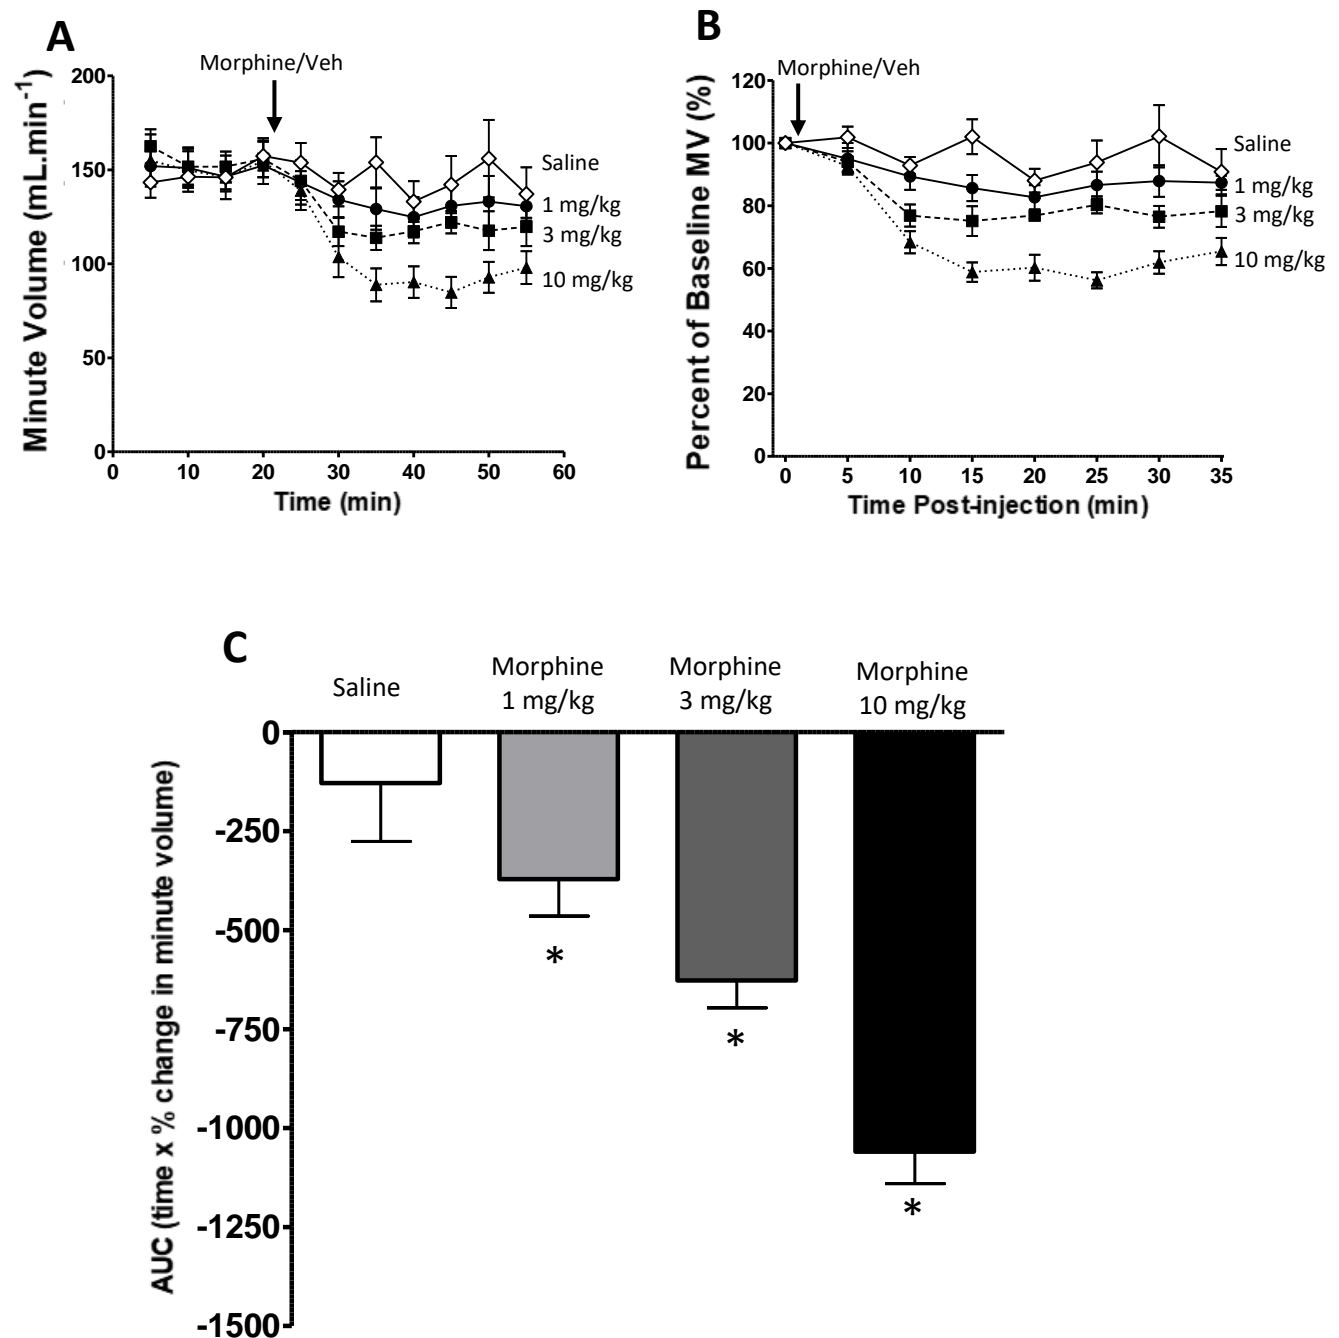 A
Morphine/Veh
Minute Volume (mL.min-1)
200
150
100
50
0
0 10 20 30 40 50 60
Time (min)
Saline
1 mg/kg
3 mg/kg
10 mg/kg
B
Morphine/Veh
Percent of Baseline MV (%)
120
100
80
60
40
20
0
0 5 10 15 20 25 30 35
Time Post-injection (min)
Saline
1 mg/kg
3 mg/kg
10 mg/kg
C
Saline
Morphine
1 mg/kg
Morphine
3 mg/kg
Morphine
10 mg/kg
AUC (time x % change in minute volume)
0
-250
-500
-750
-1000
-1250
-1500
*
*
*